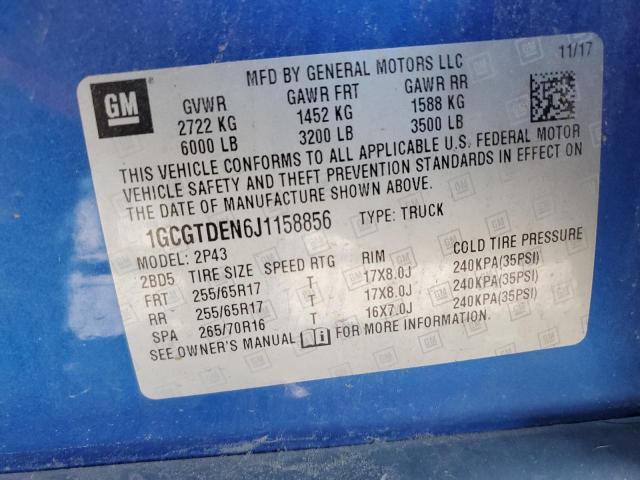 GM
MFD BY GENERAL MOTORS LLC 11/17
GVWR GAWR FRT GAWR RR
2722 KG 1452 KG 1588 KG
6000 LB 3200 LB 3500 LB
THIS VEHICLE CONFORMS TO ALL APPLICABLE U.S. FEDERAL MOTOR
VEHICLE SAFETY AND THEFT PREVENTION STANDARDS IN EFFECT ON
THE DATE OF MANUFACTURE SHOWN ABOVE.
1GCGTDEN6J1158856 TYPE: TRUCK
MODEL: 2P43
2BD5 TIRE SIZE SPEED RTG RIM COLD TIRE PRESSURE
FRT 255/65R17 T 17X8.0J 240KPA(35PSI)
RR 255/65R17 T 17X8.0J 240KPA(35PSI)
SPA 265/70R16 T 16X7.0J 240KPA(35PSI)
SEE OWNER'S MANUAL FOR MORE INFORMATION.